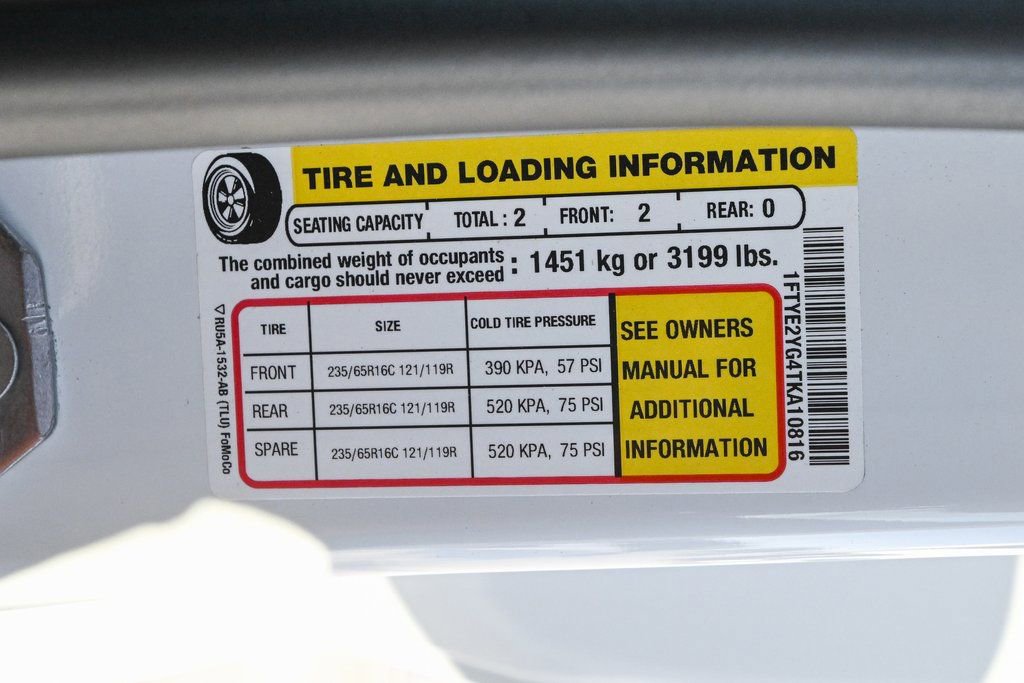 TIRE AND LOADING INFORMATION
SEATING CAPACITY TOTAL: 2 FRONT: 2 REAR: 0
The combined weight of occupants
and cargo should never exceed : 1451 kg or 3199 lbs.
TIRE SIZE COLD TIRE PRESSURE
FRONT 235/65R16C 121/119R 390 KPA, 57 PSI
REAR 235/65R16C 121/119R 520 KPA, 75 PSI
SPARE 235/65R16C 121/119R 520 KPA, 75 PSI
SEE OWNERS
MANUAL FOR
ADDITIONAL
INFORMATION
1FTYE2YG4TKA10816
▽ RU5A-1532-AB (TLU) FoMoCo